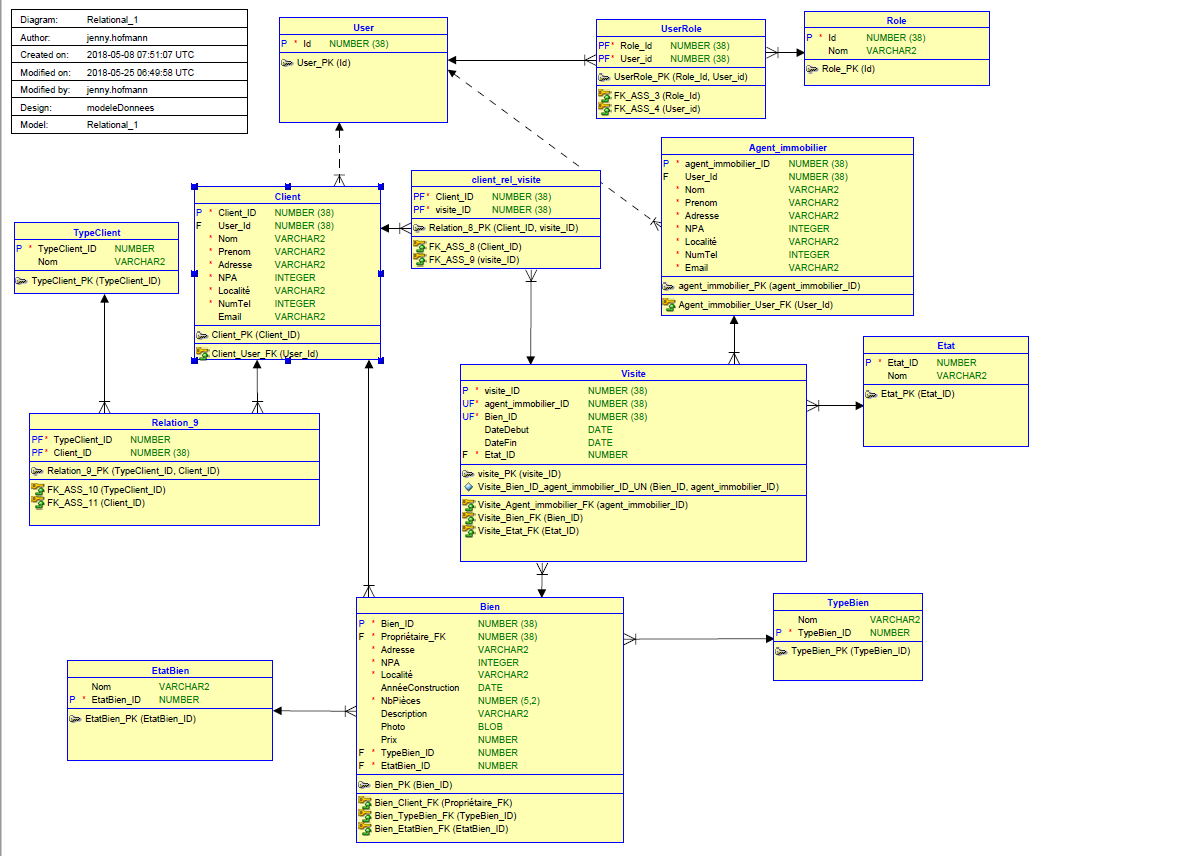 Diagram: Relational_1
Author: jenny.hofmann
Created on: 2018-05-08 07:51:07 UTC
Modified on: 2018-05-25 06:49:58 UTC
Modified by: jenny.hofmann
Design: modeleDonnees
Model: Relational_1
User
P * Id NUMBER (38)
User_PK (Id)
UserRole
PF* Role_Id NUMBER (38)
PF* User_id NUMBER (38)
UserRole_PK (Role_Id, User_id)
FK_ASS_3 (Role_Id)
FK_ASS_4 (User_id)
Role
P * Id NUMBER (38)
Nom VARCHAR2
Role_PK (Id)
Agent_immobilier
P * agent_immobilier_ID NUMBER (38)
F User_Id NUMBER (38)
* Nom VARCHAR2
* Prenom VARCHAR2
* Adresse VARCHAR2
* NPA INTEGER
* Localité VARCHAR2
* NumTel INTEGER
* Email VARCHAR2
agent_immobilier_PK (agent_immobilier_ID)
Agent_immobilier_User_FK (User_Id)
client_rel_visite
PF* Client_ID NUMBER (38)
PF* visite_ID NUMBER (38)
Relation_8_PK (Client_ID, visite_ID)
FK_ASS_8 (Client_ID)
FK_ASS_9 (visite_ID)
Client
P * Client_ID NUMBER (38)
F User_Id NUMBER (38)
* Nom VARCHAR2
* Prenom VARCHAR2
* Adresse VARCHAR2
* NPA INTEGER
* Localité VARCHAR2
* NumTel INTEGER
Email VARCHAR2
Client_PK (Client_ID)
Client_User_FK (User_Id)
TypeClient
P * TypeClient_ID NUMBER
Nom VARCHAR2
TypeClient_PK (TypeClient_ID)
Relation_9
PF* TypeClient_ID NUMBER
PF* Client_ID NUMBER (38)
Relation_9_PK (TypeClient_ID, Client_ID)
FK_ASS_10 (TypeClient_ID)
FK_ASS_11 (Client_ID)
Visite
P * visite_ID NUMBER (38)
UF* agent_immobilier_ID NUMBER (38)
UF* Bien_ID NUMBER (38)
DateDebut DATE
DateFin DATE
F * Etat_ID NUMBER
visite_PK (visite_ID)
Visite_Bien_ID_agent_immobilier_ID_UN (Bien_ID, agent_immobilier_ID)
Visite_Agent_immobilier_FK (agent_immobilier_ID)
Visite_Bien_FK (Bien_ID)
Visite_Etat_FK (Etat_ID)
Etat
P * Etat_ID NUMBER
Nom VARCHAR2
Etat_PK (Etat_ID)
Bien
P * Bien_ID NUMBER (38)
F * Propriétaire_FK NUMBER (38)
* Adresse VARCHAR2
* NPA INTEGER
* Localité VARCHAR2
AnnéeConstruction DATE
* NbPièces NUMBER (5,2)
Description VARCHAR2
Photo BLOB
Prix NUMBER
F * TypeBien_ID NUMBER
F * EtatBien_ID NUMBER
Bien_PK (Bien_ID)
Bien_Client_FK (Propriétaire_FK)
Bien_TypeBien_FK (TypeBien_ID)
Bien_EtatBien_FK (EtatBien_ID)
TypeBien
Nom VARCHAR2
P * TypeBien_ID NUMBER
TypeBien_PK (TypeBien_ID)
EtatBien
Nom VARCHAR2
P * EtatBien_ID NUMBER
EtatBien_PK (EtatBien_ID)